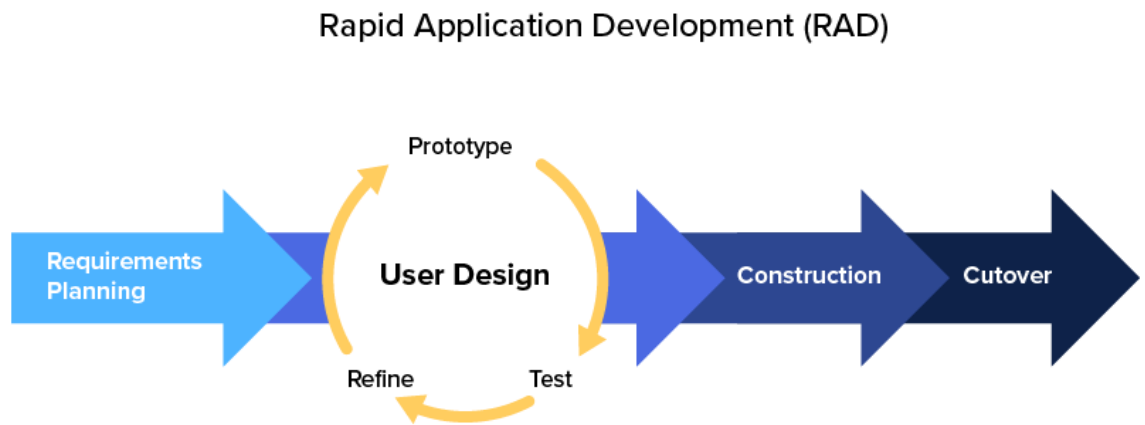 Rapid Application Development (RAD)
Prototype
Requirements
Planning
User Design
Construction
Cutover
Refine
Test